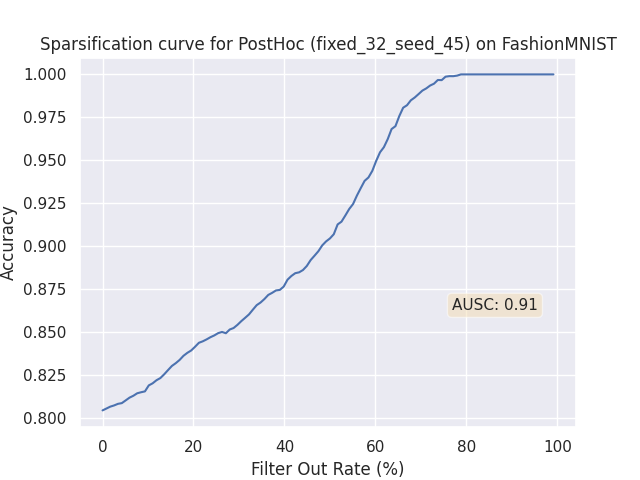 Sparsification curve for PostHoc (fixed_32_seed_45) on FashionMNIST
1.000
0.975
0.950
0.925
0.900
0.875
0.850
0.825
0.800
Accuracy
AUSC: 0.91
0 20 40 60 80 100
Filter Out Rate (%)